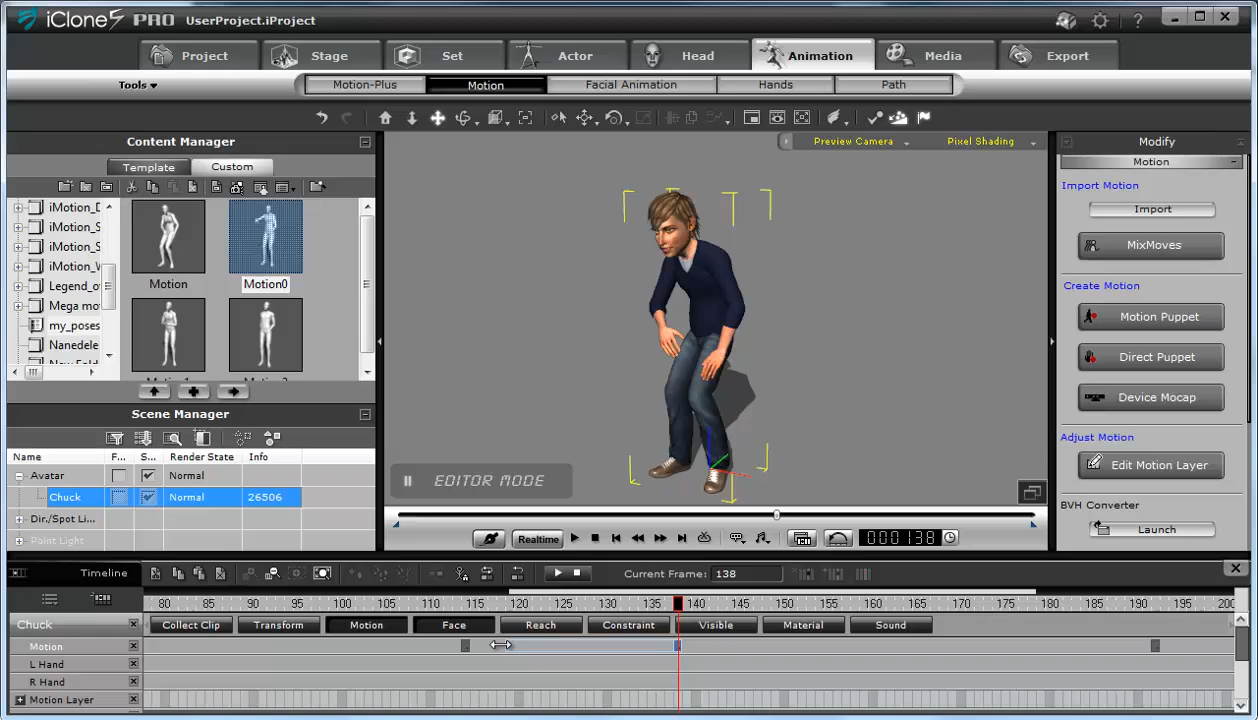 iClone5 PRO UserProject.iProject
Project Stage Set Actor Head Animation Media Export
Tools Motion-Plus Motion Facial Animation Hands Path
Content Manager
Template Custom
iMotion_D
iMotion_S
iMotion_S
iMotion_W
Legend_o
Mega mo
my_poses
Nanedele
Motion Motion0
Scene Manager
Name F... S... Render State Info
Avatar Normal
Chuck Normal 26506
Dir./Spot Li...
Point Light
Preview Camera Pixel Shading
EDITOR MODE
Realtime 000138
Modify
Motion
Import Motion
Import
MixMoves
Create Motion
Motion Puppet
Direct Puppet
Device Mocap
Adjust Motion
Edit Motion Layer
BVH Converter
Launch
Timeline Current Frame: 138
80 85 90 95 100 105 110 115 120 125 130 135 140 145 150 155 160 165 170 175 180 185 190 195 200
Chuck Collect Clip Transform Motion Face Reach Constraint Visible Material Sound
Motion
L Hand
R Hand
Motion Layer